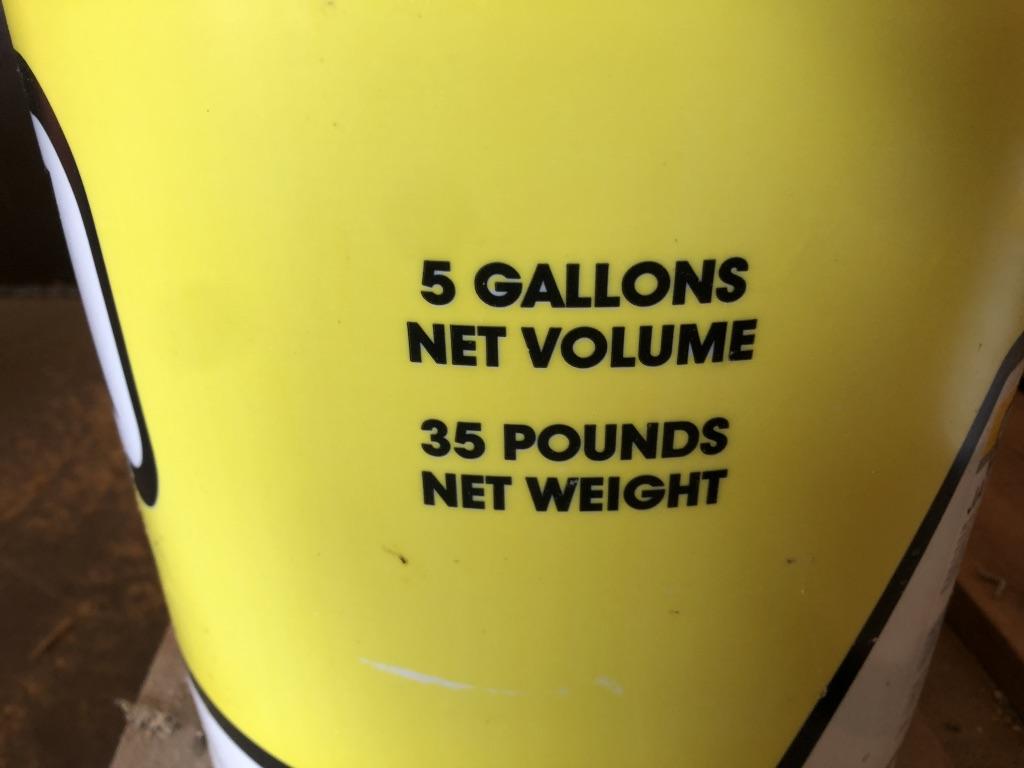 5 GALLONS
NET VOLUME
35 POUNDS
NET WEIGHT